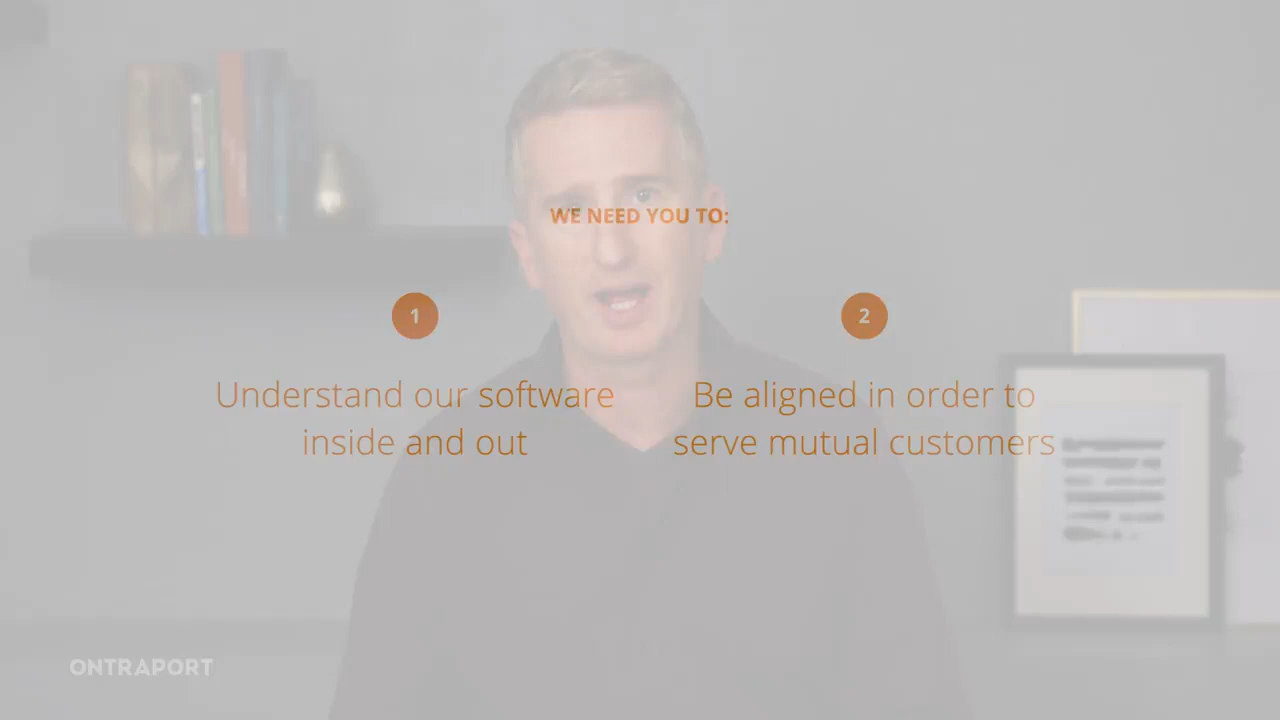 WE NEED YOU TO:
1
Understand our software
inside and out
2
Be aligned in order to
serve mutual customers
ONTRAPORT